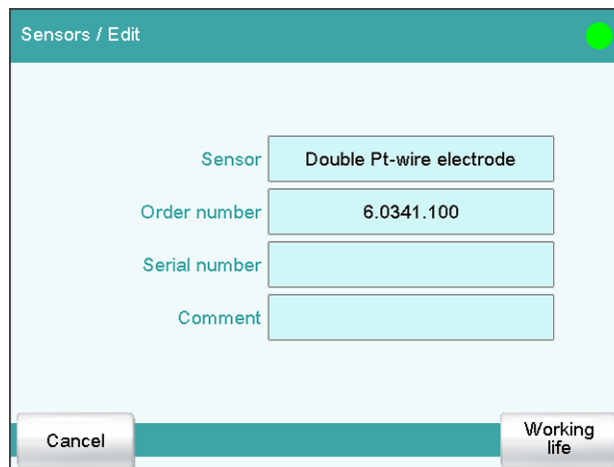 Sensors / Edit
Sensor
Double Pt-wire electrode
Order number
6.0341.100
Serial number
Comment
Cancel
Working
life